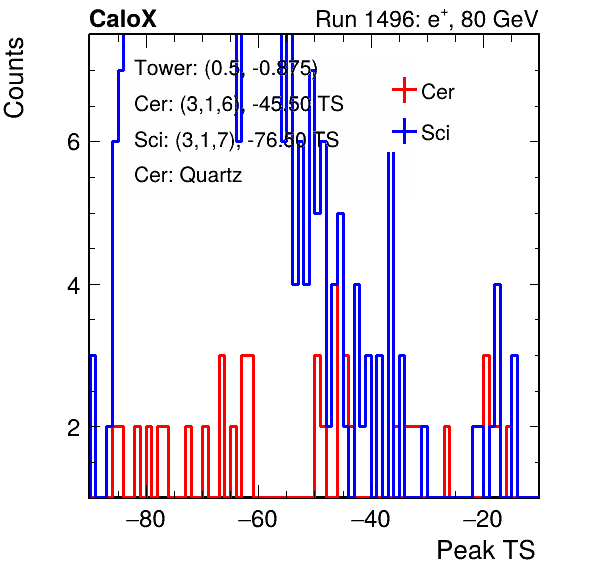 CaloX Run 1496: e⁺, 80 GeV
Counts
Tower: (0.5, -0.875)
Cer: (3,1,6), -45.50 TS
Sci: (3,1,7), -76.50 TS
Cer: Quartz
Cer
Sci
6
4
2
−80 −60 −40 −20
Peak TS